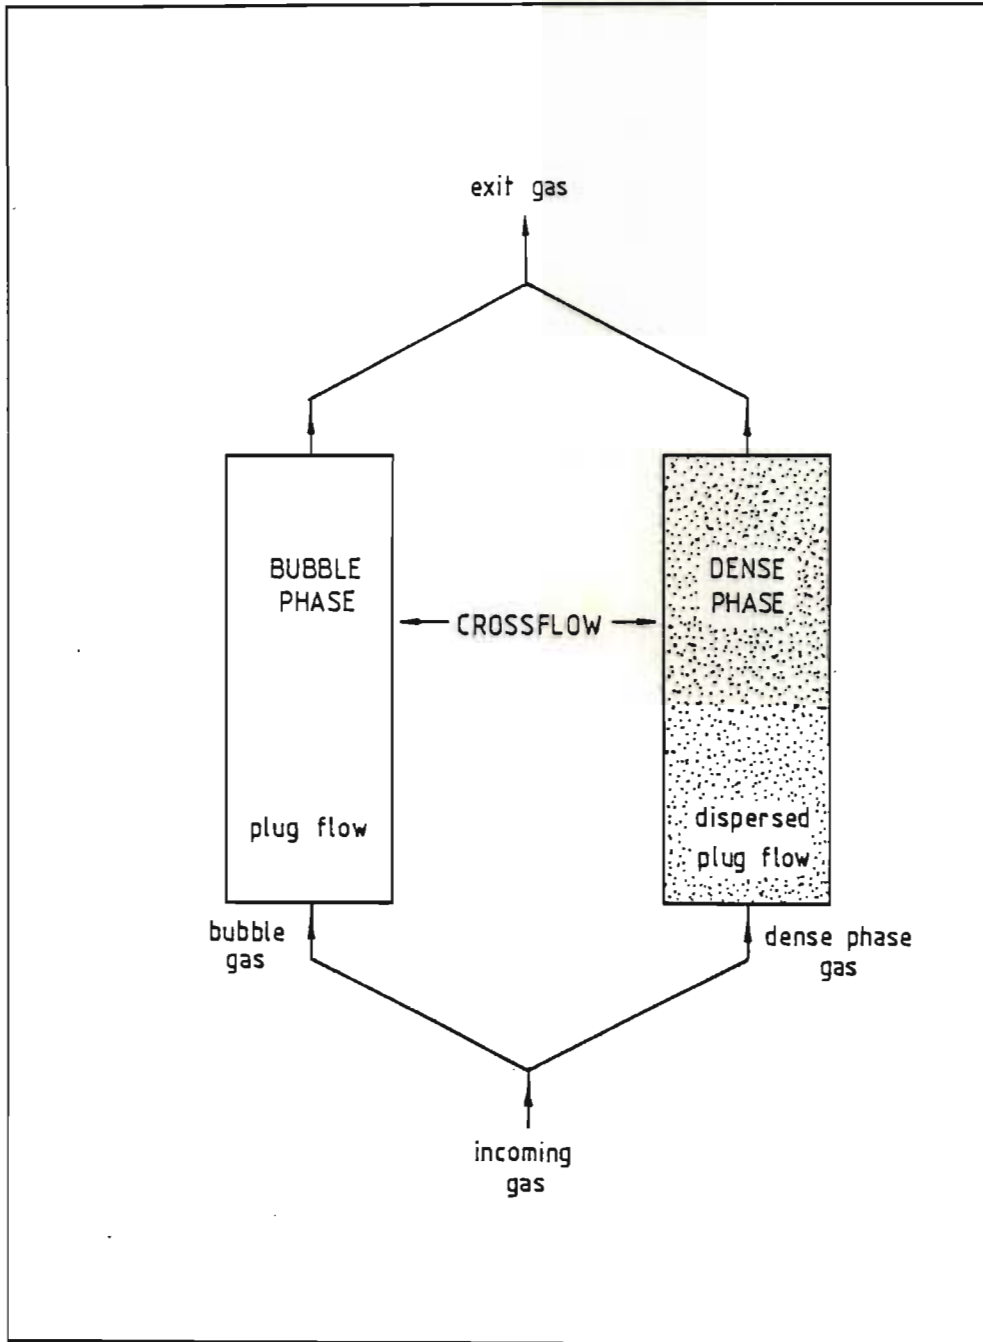 exit gas
BUBBLE
PHASE
DENSE
PHASE
CROSSFLOW
plug flow
dispersed
plug flow
bubble
gas
dense phase
gas
incoming
gas